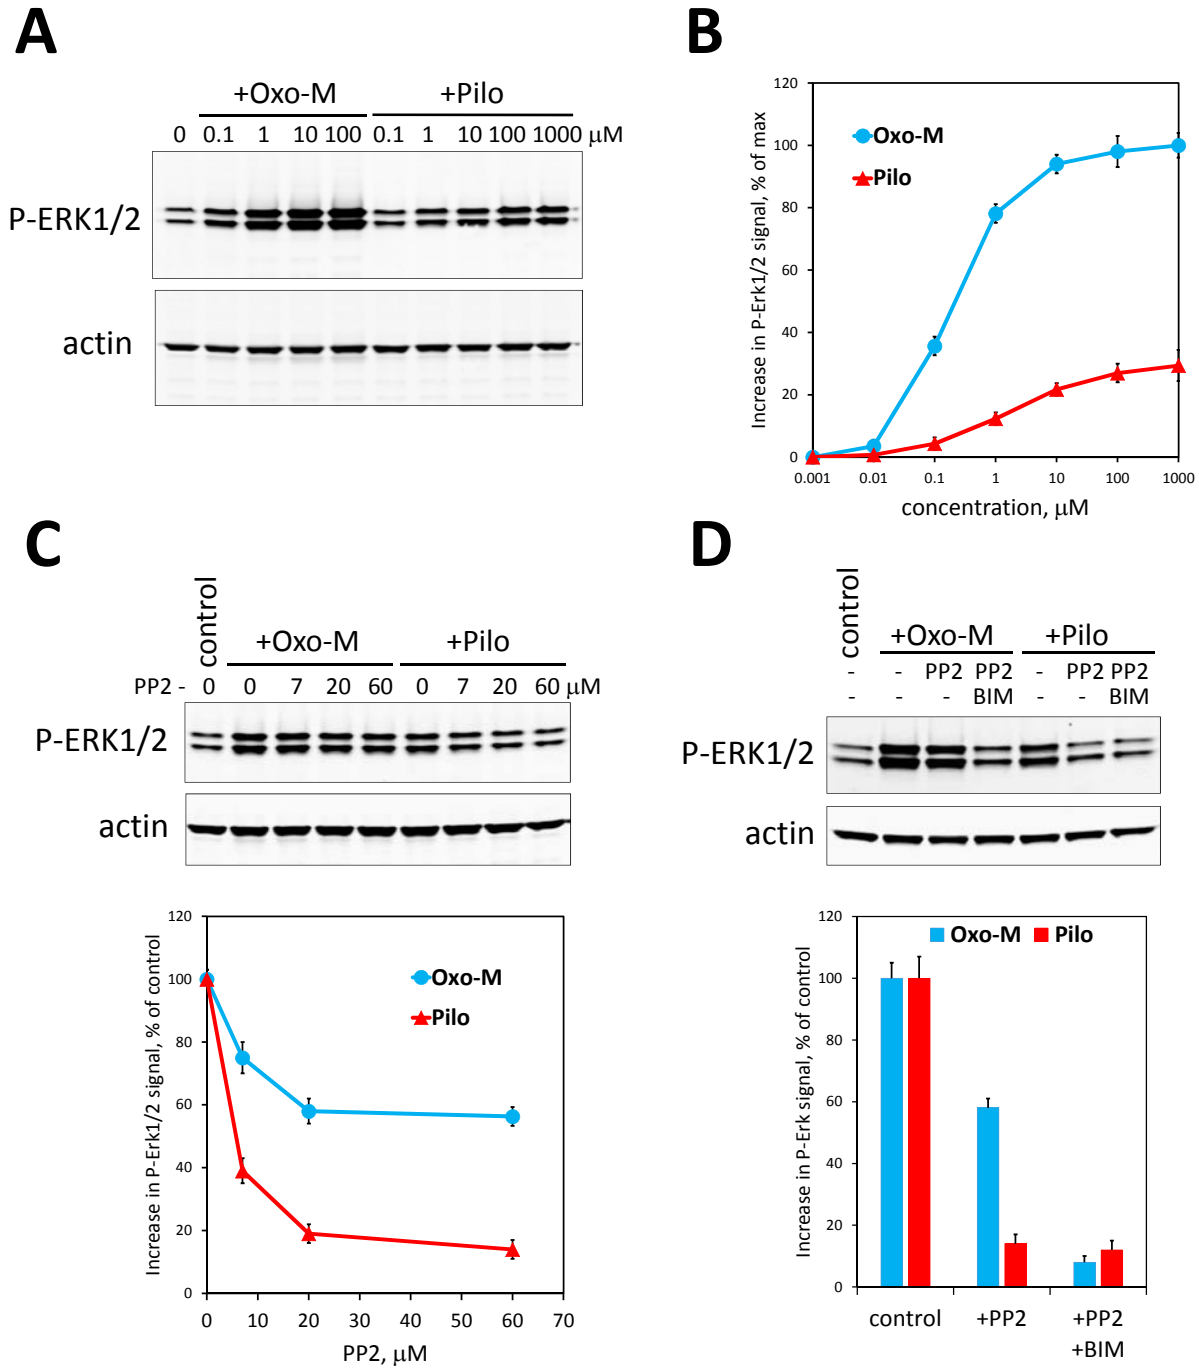 A
+Oxo-M +Pilo
0 0.1 1 10 100 0.1 1 10 100 1000 μM
P-ERK1/2
actin
B
Increase in P-Erk1/2 signal, % of max
120
100
80
60
40
20
0
Oxo-M
Pilo
0.001 0.01 0.1 1 10 100 1000
concentration, μM
C
control
+Oxo-M +Pilo
PP2 - 0 0 7 20 60 0 7 20 60 μM
P-ERK1/2
actin
Increase in P-Erk1/2 signal, % of control
120
100
80
60
40
20
0
Oxo-M
Pilo
0 10 20 30 40 50 60 70
PP2, μM
D
control
+Oxo-M +Pilo
- - PP2 PP2 - PP2 PP2
- - - BIM - - BIM
P-ERK1/2
actin
Increase in P-Erk signal, % of control
120
100
80
60
40
20
0
Oxo-M Pilo
control +PP2 +PP2
+BIM